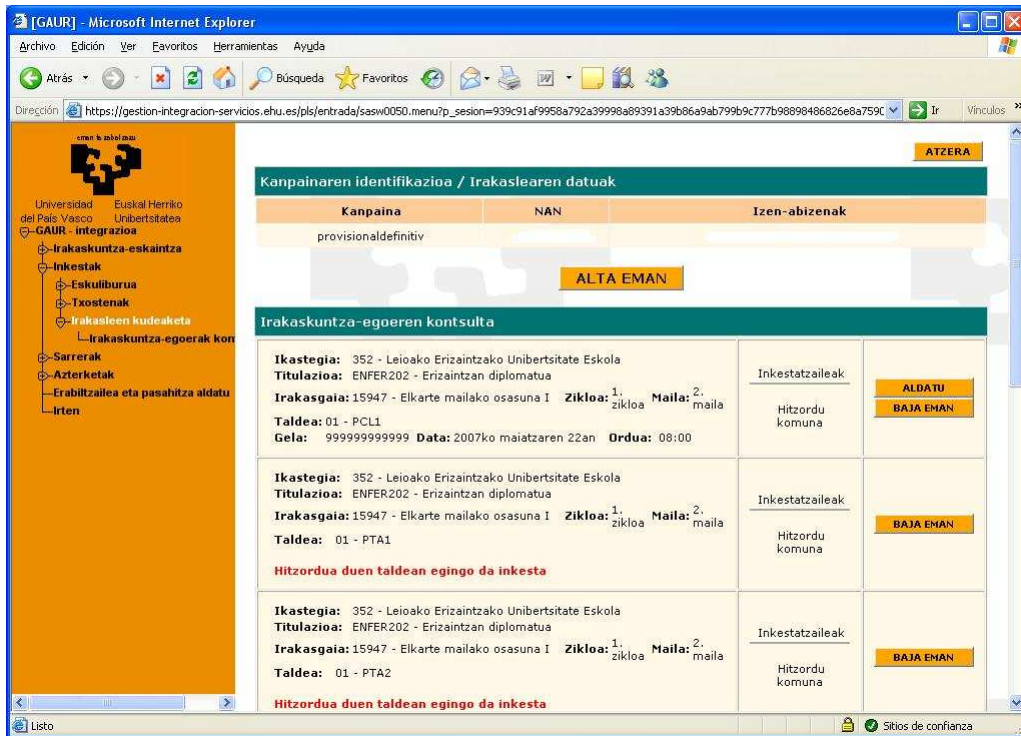 [GAUR] - Microsoft Internet Explorer
Archivo Edición Ver Favoritos Herramientas Ayuda
Atrás Búsqueda Favoritos
Dirección https://gestion-integracion-servicios.ehu.es/pls/entrada/sasw0050.menu?p_sesion=939c91af9958a792a39998a89391a39b86a9ab799b9c777b98898486826e8a759C Ir Vínculos »
eman ta zabal zazu
Universidad Euskal Herriko
del País Vasco Unibertsitatea
GAUR - integrazioa
Irakaskuntza-eskaintza
Inkestak
Eskuliburua
Txostenak
Irakasleen kudeaketa
Irakaskuntza-egoerak kon
Sarrerak
Azterketak
Erabiltzailea eta pasahitza aldatu
Irten
ATZERA
Kanpainaren identifikazioa / Irakaslearen datuak
Kanpaina NAN Izen-abizenak
provisionaldefinitiv
ALTA EMAN
Irakaskuntza-egoeren kontsulta
Ikastegia: 352 - Leioako Erizaintzako Unibertsitate Eskola
Titulazioa: ENFER202 - Erizaintzan diplomatua
Irakasgaia: 15947 - Elkarte mailako osasuna I Zikloa: 1. zikloa Maila: 2. maila
Taldea: 01 - PCL1
Gela: 999999999999 Data: 2007ko maiatzaren 22an Ordua: 08:00
Inkestatzaileak
Hitzordu
komuna
ALDATU
BAJA EMAN
Ikastegia: 352 - Leioako Erizaintzako Unibertsitate Eskola
Titulazioa: ENFER202 - Erizaintzan diplomatua
Irakasgaia: 15947 - Elkarte mailako osasuna I Zikloa: 1. zikloa Maila: 2. maila
Taldea: 01 - PTA1
Hitzordua duen taldean egingo da inkesta
Inkestatzaileak
Hitzordu
komuna
BAJA EMAN
Ikastegia: 352 - Leioako Erizaintzako Unibertsitate Eskola
Titulazioa: ENFER202 - Erizaintzan diplomatua
Irakasgaia: 15947 - Elkarte mailako osasuna I Zikloa: 1. zikloa Maila: 2. maila
Taldea: 01 - PTA2
Hitzordua duen taldean egingo da inkesta
Inkestatzaileak
Hitzordu
komuna
BAJA EMAN
Listo
Sitios de confianza